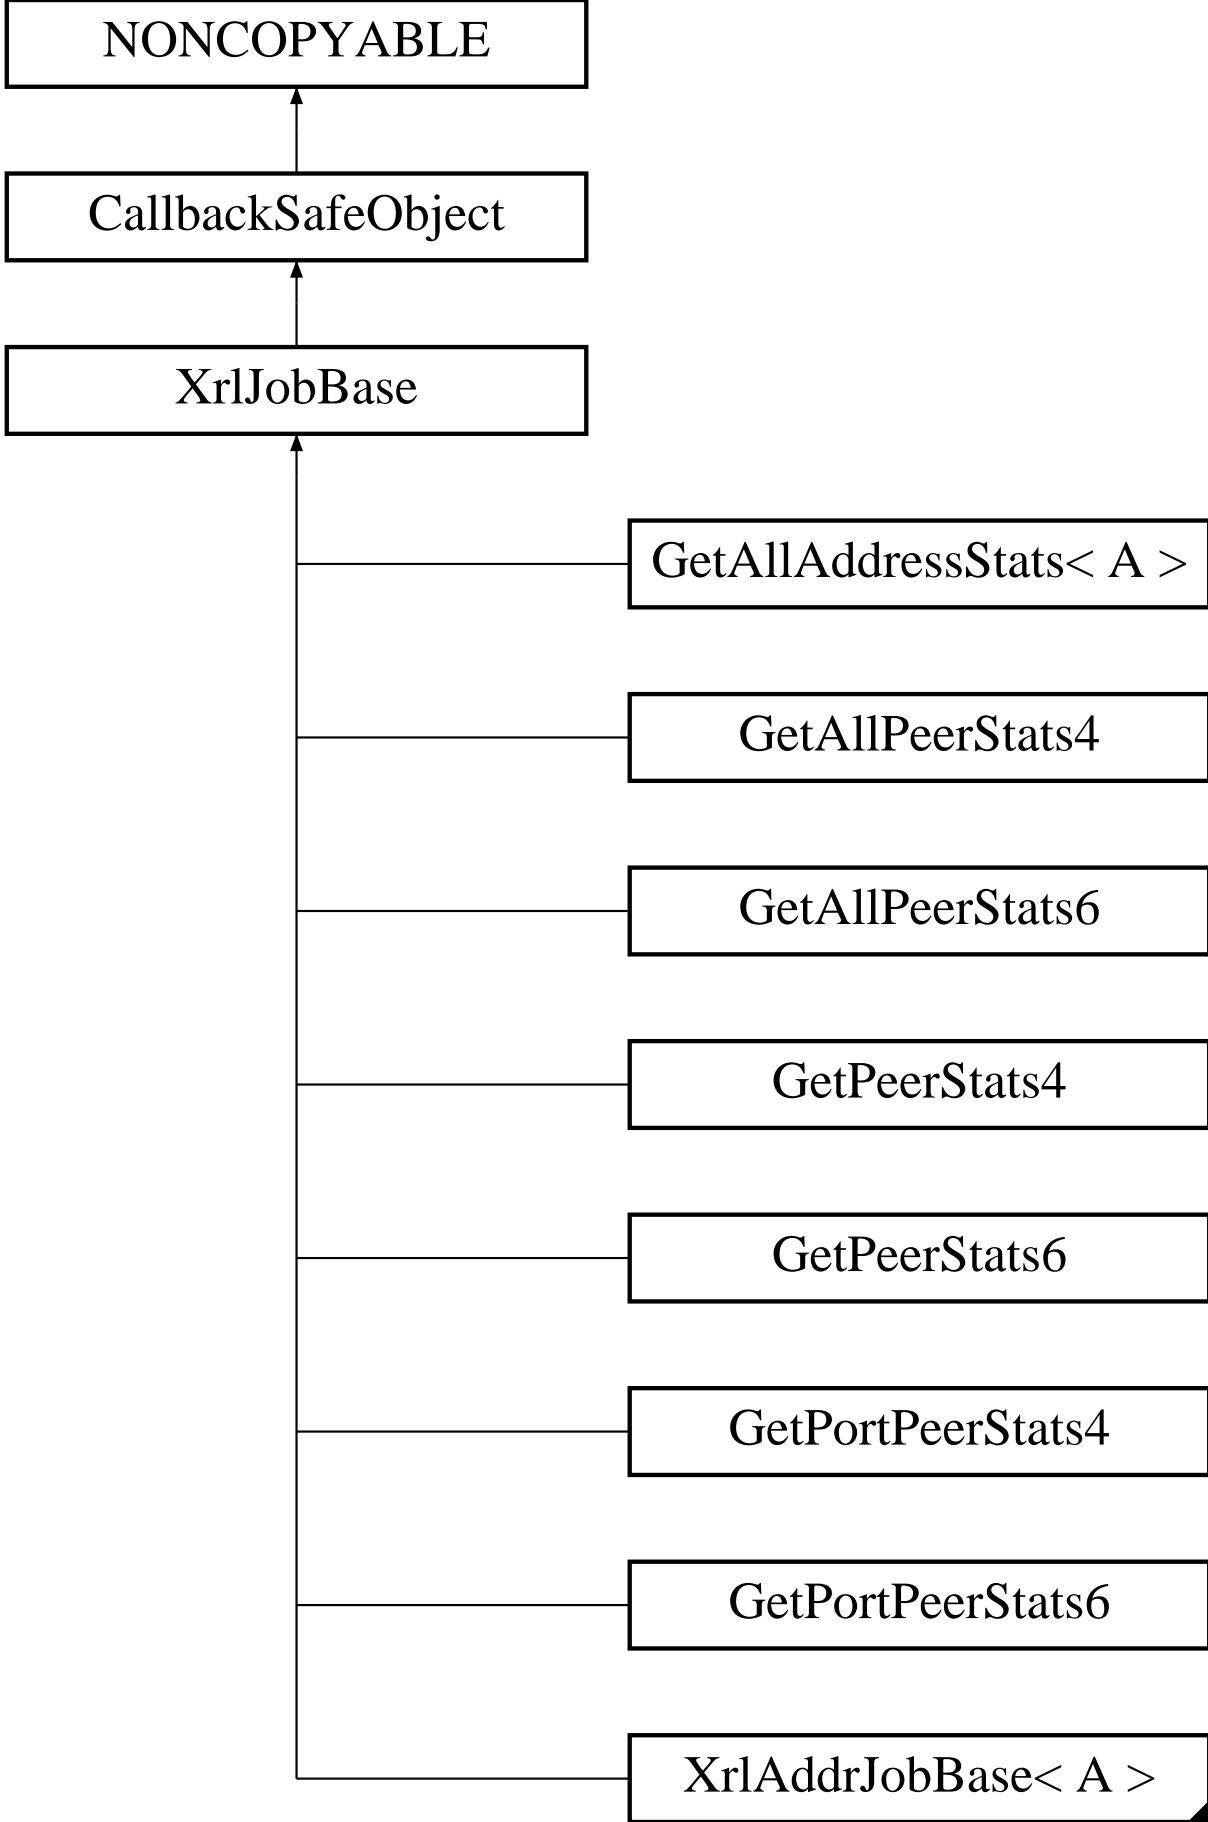 NONCOPYABLE
CallbackSafeObject
XrlJobBase
GetAllAddressStats< A >
GetAllPeerStats4
GetAllPeerStats6
GetPeerStats4
GetPeerStats6
GetPortPeerStats4
GetPortPeerStats6
XrlAddrJobBase< A >